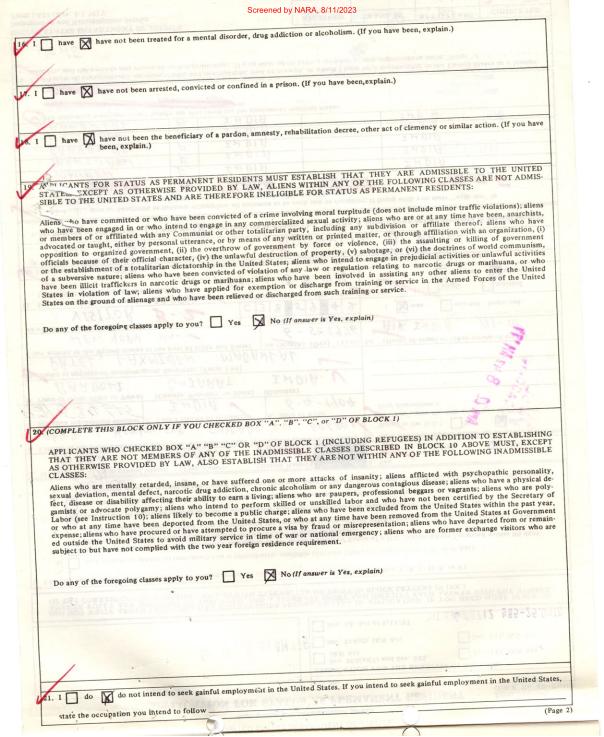 Screened by NARA, 8/11/2023
16. I have X have not been treated for a mental disorder, drug addiction or alcoholism. (If you have been, explain.)
17. I have X have not been arrested, convicted or confined in a prison. (If you have been,explain.)
18. I have X have not been the beneficiary of a pardon, amnesty, rehabilitation decree, other act of clemency or similar action. (If you have
been, explain.)
19. APPLICANTS FOR STATUS AS PERMANENT RESIDENTS MUST ESTABLISH THAT THEY ARE ADMISSIBLE TO THE UNITED
STATES. EXCEPT AS OTHERWISE PROVIDED BY LAW, ALIENS WITHIN ANY OF THE FOLLOWING CLASSES ARE NOT ADMIS-
SIBLE TO THE UNITED STATES AND ARE THEREFORE INELIGIBLE FOR STATUS AS PERMANENT RESIDENTS:
Aliens who have committed or who have been convicted of a crime involving moral turpitude (does not include minor traffic violations); aliens
who have been engaged in or who intend to engage in any commercialized sexual activity; aliens who are or at any time have been, anarchists,
or members of or affiliated with any Communist or other totalitarian party, including any subdivision or affiliate thereof; aliens who have
advocated or taught, either by personal utterance, or by means of any written or printed matter, or through affiliation with an organization, (i)
opposition to organized government, (ii) the overthrow of government by force or violence, (iii) the assaulting or killing of government
officials because of their official character, (iv) the unlawful destruction of property, (v) sabotage, or (vi) the doctrines of world communism,
or the establishment of a totalitarian dictatorship in the United States; aliens who intend to engage in prejudicial activities or unlawful activities
of a subversive nature; aliens who have been convicted of violation of any law or regulation relating to narcotic drugs or marihuana, or who
have been illicit traffickers in narcotic drugs or marihuana; aliens who have been involved in assisting any other aliens to enter the United
States in violation of law; aliens who have applied for exemption or discharge from training or service in the Armed Forces of the United
States on the ground of alienage and who have been relieved or discharged from such training or service.
Do any of the foregoing classes apply to you? Yes X No (If answer is Yes, explain)
20. (COMPLETE THIS BLOCK ONLY IF YOU CHECKED BOX "A", "B", "C", or "D" OF BLOCK 1)
APPLICANTS WHO CHECKED BOX "A" "B" "C" OR "D" OF BLOCK 1 (INCLUDING REFUGEES) IN ADDITION TO ESTABLISHING
THAT THEY ARE NOT MEMBERS OF ANY OF THE INADMISSIBLE CLASSES DESCRIBED IN BLOCK 10 ABOVE MUST, EXCEPT
AS OTHERWISE PROVIDED BY LAW, ALSO ESTABLISH THAT THEY ARE NOT WITHIN ANY OF THE FOLLOWING INADMISSIBLE
CLASSES:
Aliens who are mentally retarded, insane, or have suffered one or more attacks of insanity; aliens afflicted with psychopathic personality,
sexual deviation, mental defect, narcotic drug addiction, chronic alcoholism or any dangerous contagious disease; aliens who have a physical de-
fect, disease or disability affecting their ability to earn a living; aliens who are paupers, professional beggars or vagrants; aliens who are poly-
gamists or advocate polygamy; aliens who intend to perform skilled or unskilled labor and who have not been certified by the Secretary of
Labor (see Instruction 10); aliens likely to become a public charge; aliens who have been excluded from the United States within the past year,
or who at any time have been deported from the United States, or who at any time have been removed from the United States at Government
expense; aliens who have procured or have attempted to procure a visa by fraud or misrepresentation; aliens who have departed from or remain-
ed outside the United States to avoid military service in time of war or national emergency; aliens who are former exchange visitors who are
subject to but have not complied with the two year foreign residence requirement.
Do any of the foregoing classes apply to you? Yes X No (If answer is Yes, explain)
21. I do X do not intend to seek gainful employment in the United States. If you intend to seek gainful employment in the United States,
state the occupation you intend to follow
(Page 2)